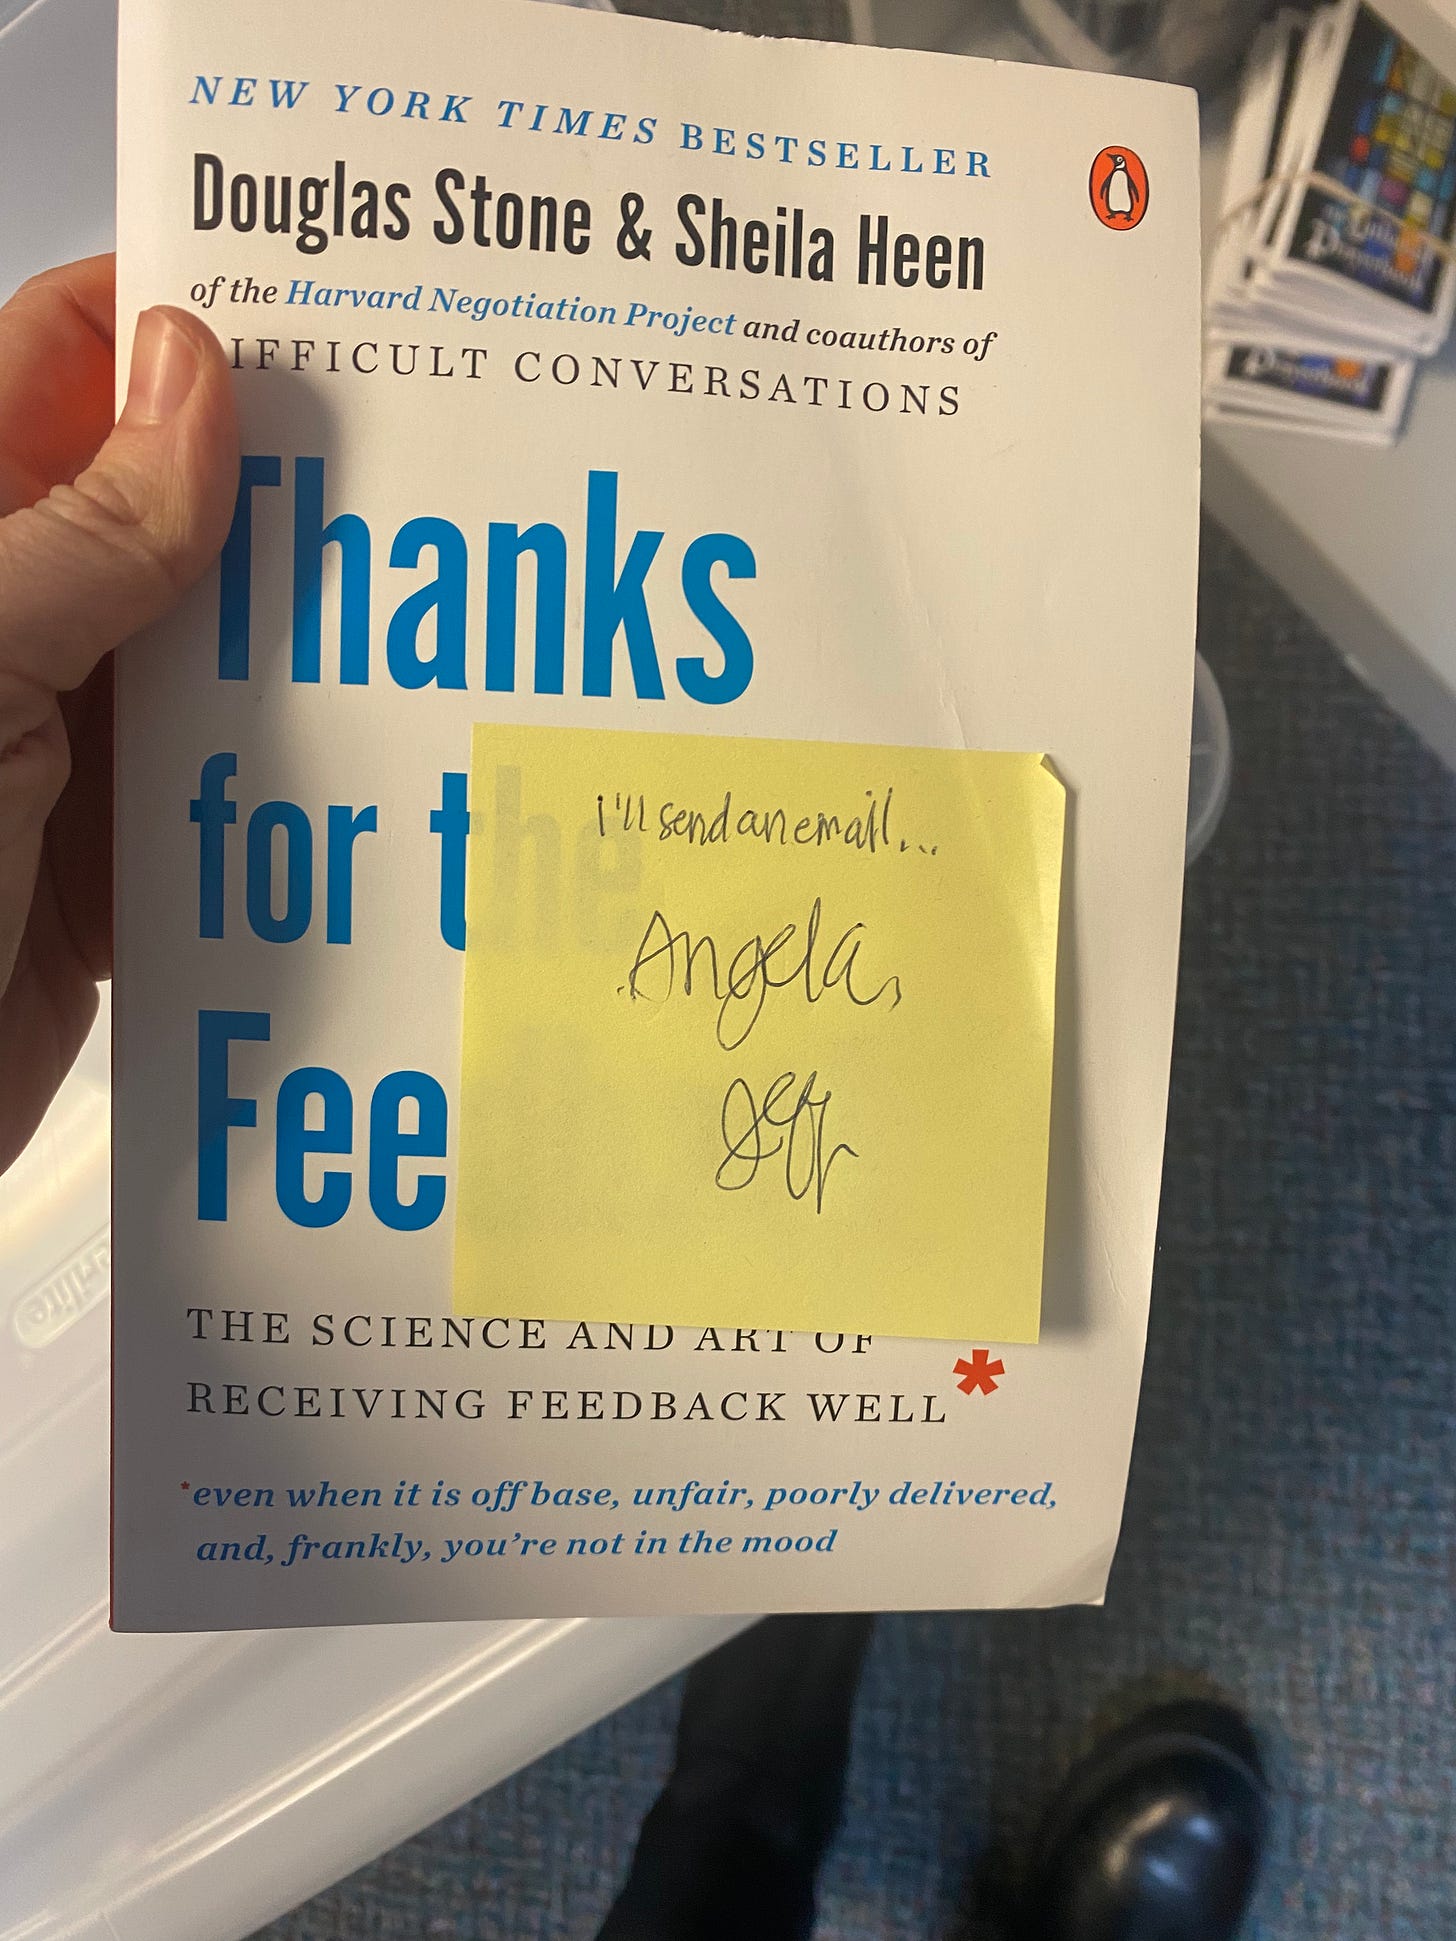 NEW YORK TIMES BESTSELLER
Douglas Stone & Sheila Heen
of the Harvard Negotiation Project and coauthors of
IFFICULT CONVERSATIONS
Thanks
for the
Fee
i'll send an email...
Angela,
Jeff
THE SCIENCE AND ART OF
RECEIVING FEEDBACK WELL*
*even when it is off base, unfair, poorly delivered,
and, frankly, you're not in the mood